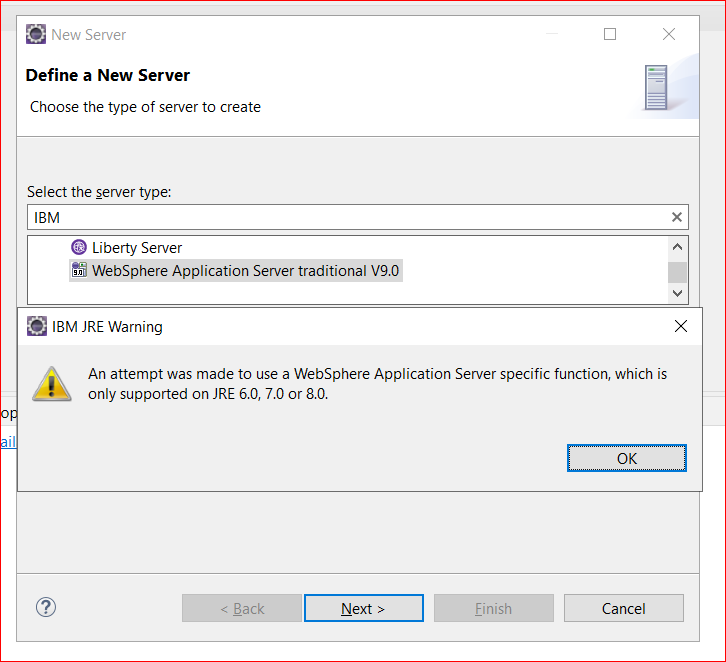 New Server
Define a New Server
Choose the type of server to create
Select the server type:
IBM
Liberty Server
9.0
WebSphere Application Server traditional V9.0
IBM JRE Warning
An attempt was made to use a WebSphere Application Server specific function, which is
only supported on JRE 6.0, 7.0 or 8.0.
op
ail
OK
< Back
Next >
Finish
Cancel